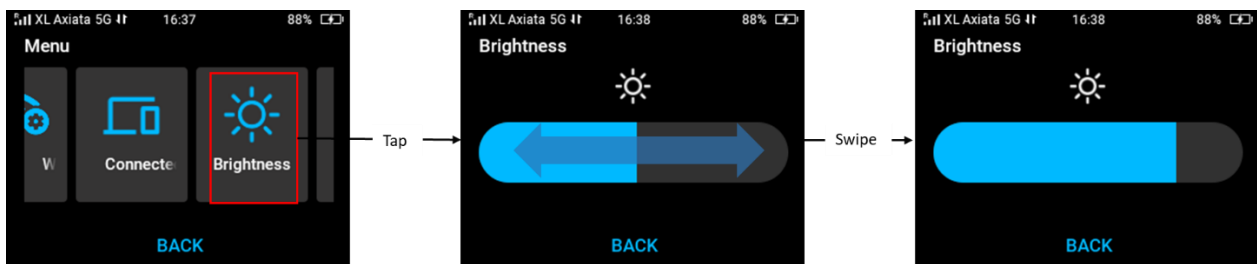 XL Axiata 5G 16:37 88%
Menu
W Connecte Brightness
BACK
Tap
XL Axiata 5G 16:38 88%
Brightness
BACK
Swipe
XL Axiata 5G 16:38 88%
Brightness
BACK